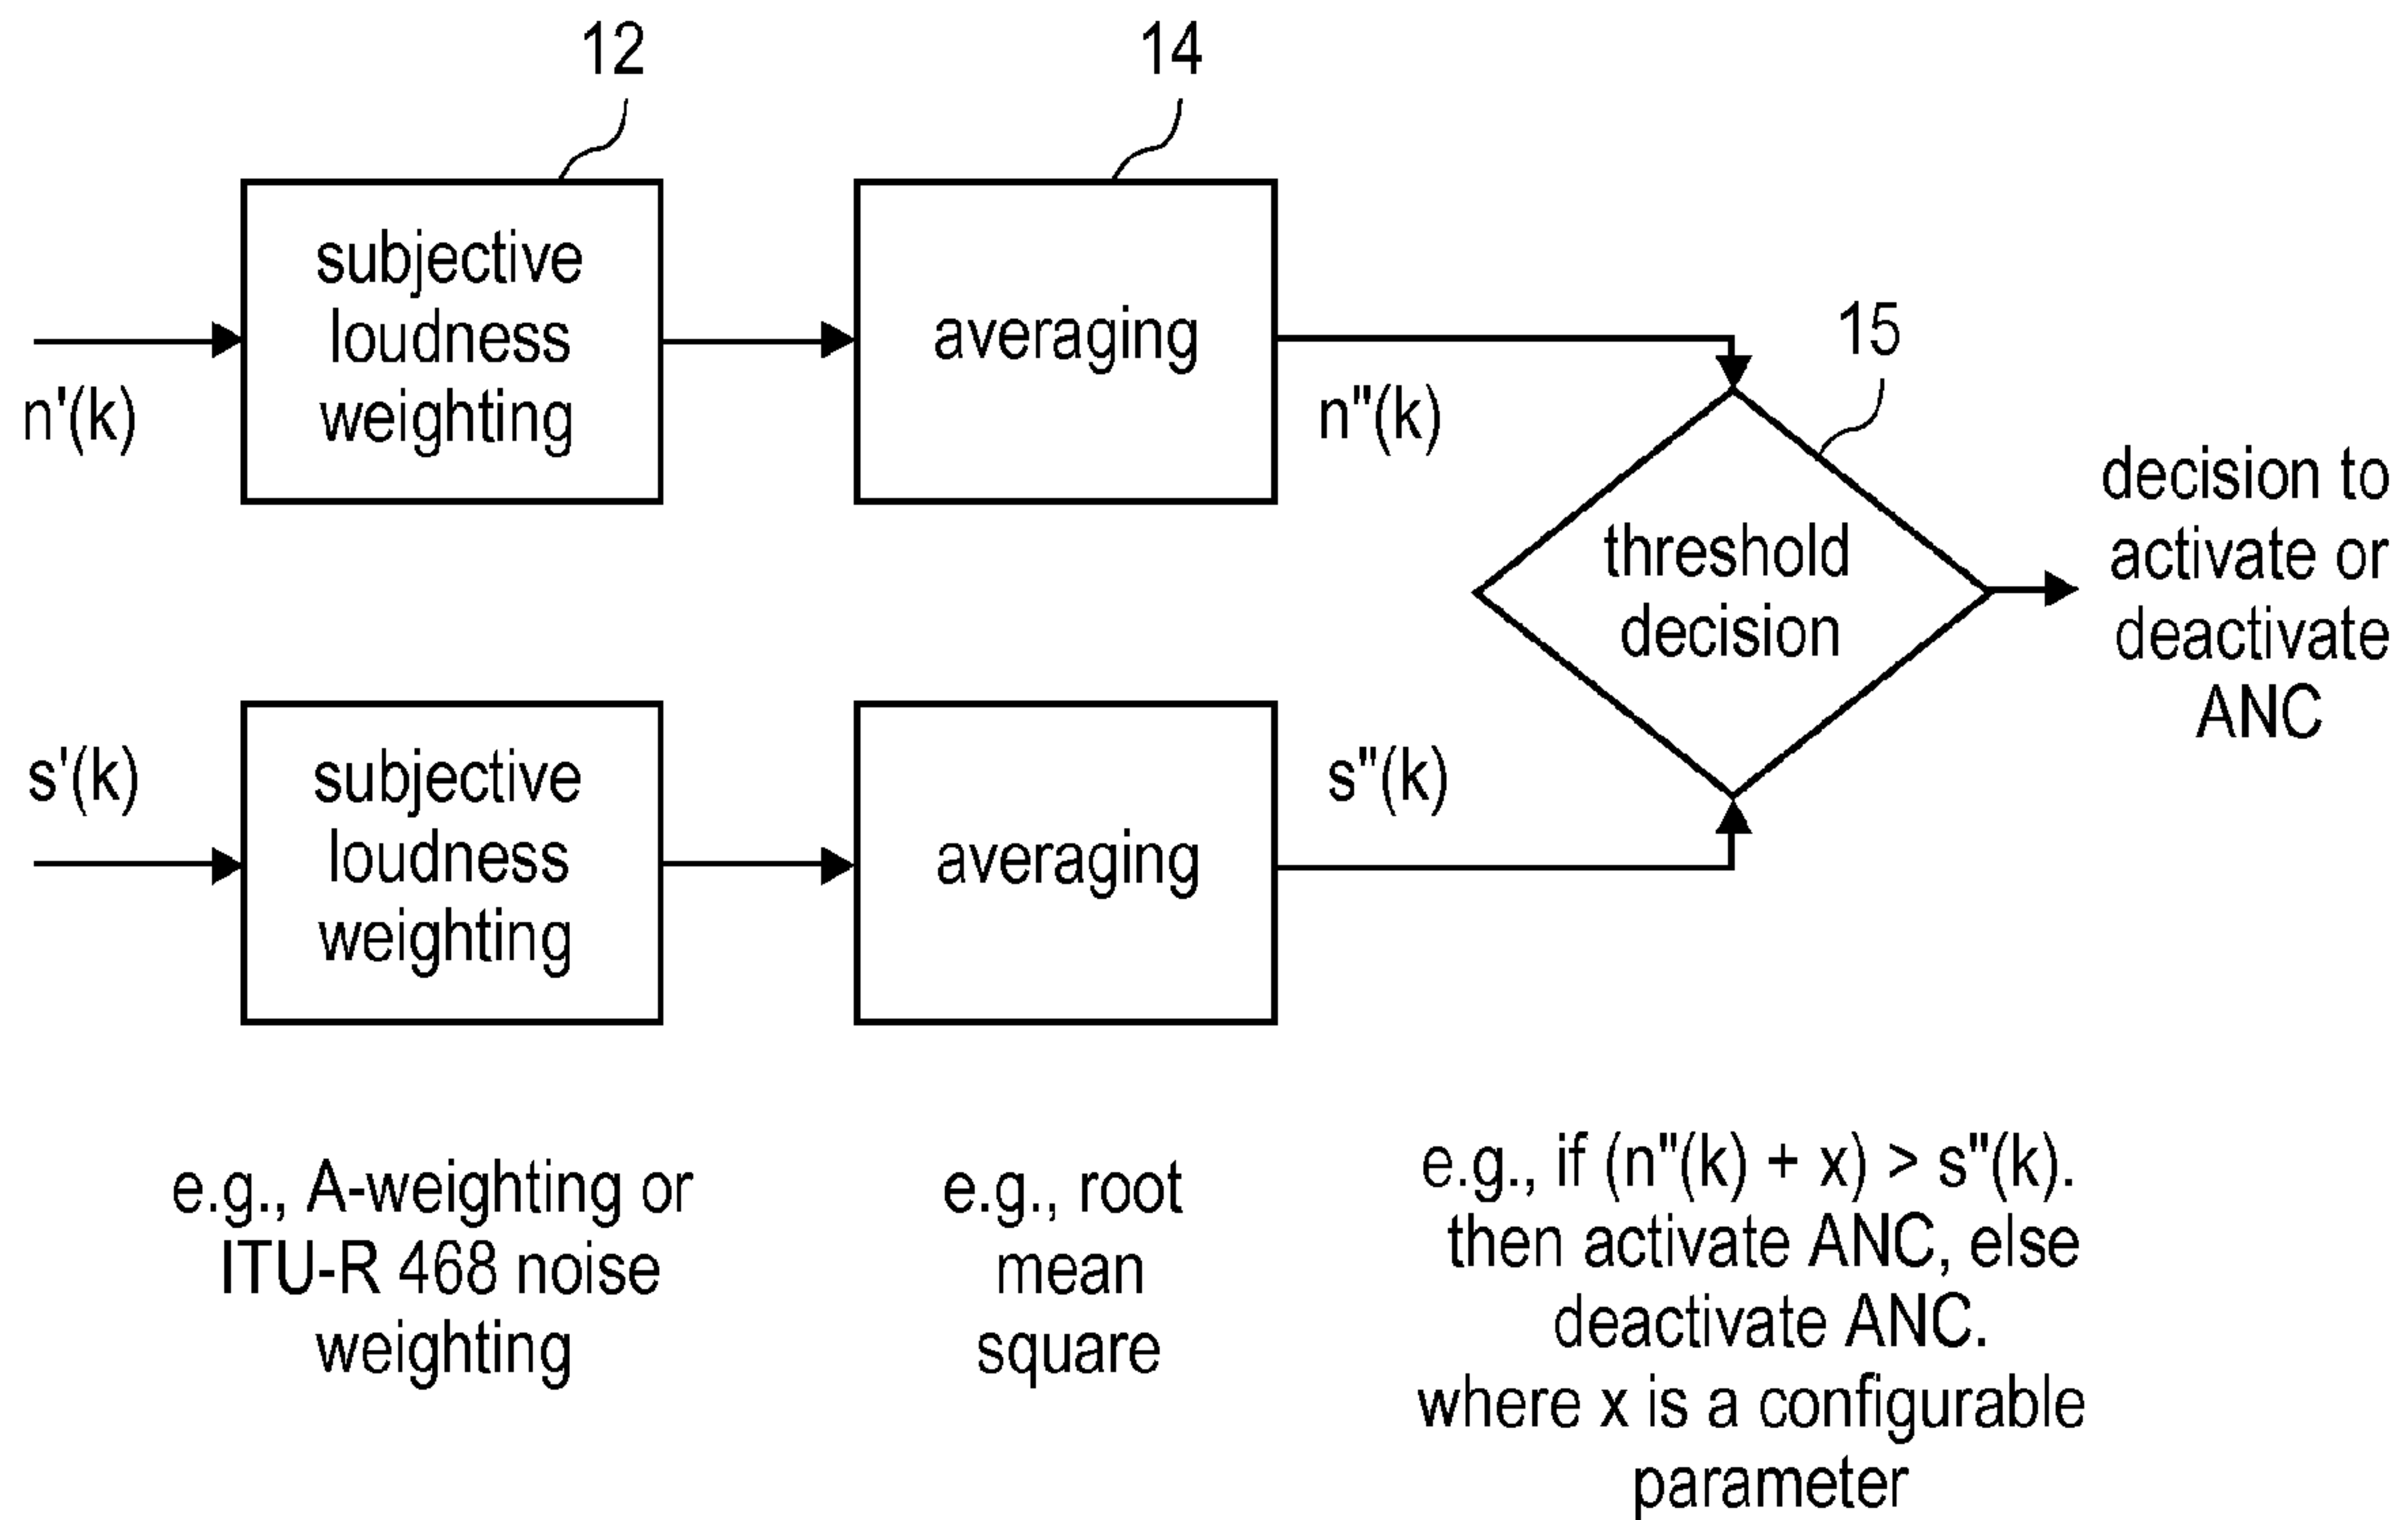 12
14
subjective
loudness
weighting
averaging
n'(k)
n"(k)
15
threshold
decision
decision to
activate or
deactivate
ANC
s'(k)
subjective
loudness
weighting
averaging
s"(k)
e.g., A-weighting or
ITU-R 468 noise
weighting
e.g., root
mean
square
e.g., if (n"(k) + x) > s"(k).
then activate ANC, else
deactivate ANC.
where x is a configurable
parameter